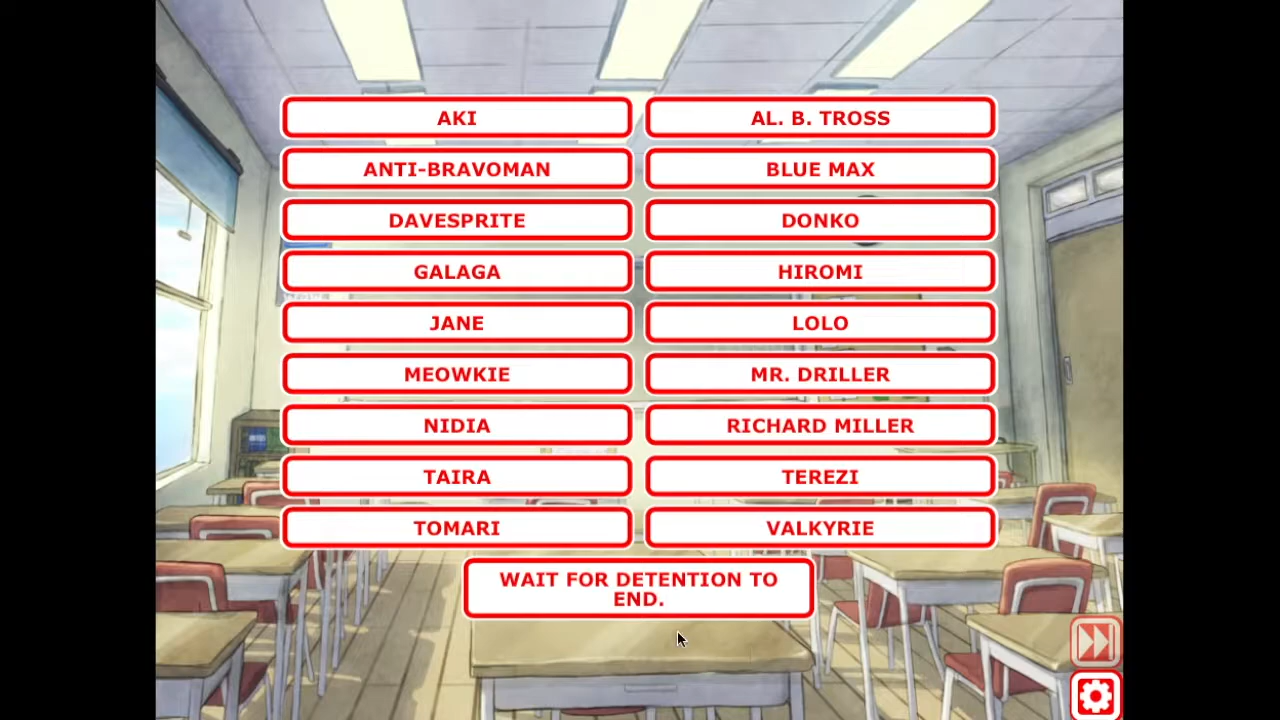 AKI
AL. B. TROSS
ANTI-BRAVOMAN
BLUE MAX
DAVESPRITE
DONKO
GALAGA
HIROMI
JANE
LOLO
MEOWKIE
MR. DRILLER
NIDIA
RICHARD MILLER
TAIRA
TEREZI
TOMARI
VALKYRIE
WAIT FOR DETENTION TO
END.